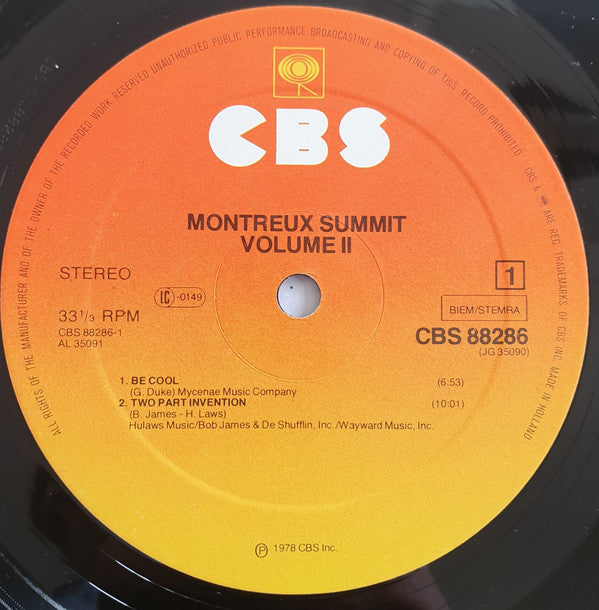 ALL RIGHTS OF THE MANUFACTURER AND OF THE OWNER OF THE RECORDED WORK RESERVED UNAUTHORIZED PUBLIC PERFORMANCE BROADCASTING AND COPYING OF THIS RECORD PROHIBITED CBS & ARE REG. TRADEMARKS OF CBS INC. MADE IN HOLLAND
CBS
MONTREUX SUMMIT
VOLUME II
STEREO
LC-0149
1
33 1/3 RPM
BIEM/STEMRA
CBS 88286-1
CBS 88286
AL 35091
(JG 35090)
1. BE COOL (6:53)
(G. Duke) Mycenae Music Company
2. TWO PART INVENTION (10:01)
(B. James - H. Laws)
Hulaws Music/Bob James & De Shufflin, Inc./Wayward Music, Inc.
Ⓟ 1978 CBS Inc.